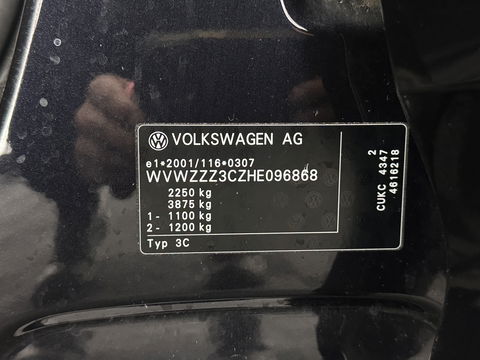 VOLKSWAGEN AG
e1*2001/116*0307
WVWZZZ3CZHE096868
2250 kg
3875 kg
1- 1100 kg
2- 1200 kg
Typ 3C
2
CUKC 4347
4616218